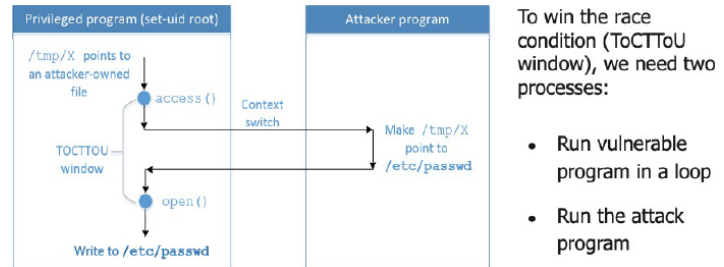 Privileged program (set-uid root)
Attacker program
/tmp/X points to
an attacker-owned
file
access()
Context
switch
TOCTTOU
window
Make /tmp/X
point to
/etc/passwd
open()
Write to /etc/passwd
To win the race
condition (ToCTToU
window), we need two
processes:
• Run vulnerable
program in a loop
• Run the attack
program